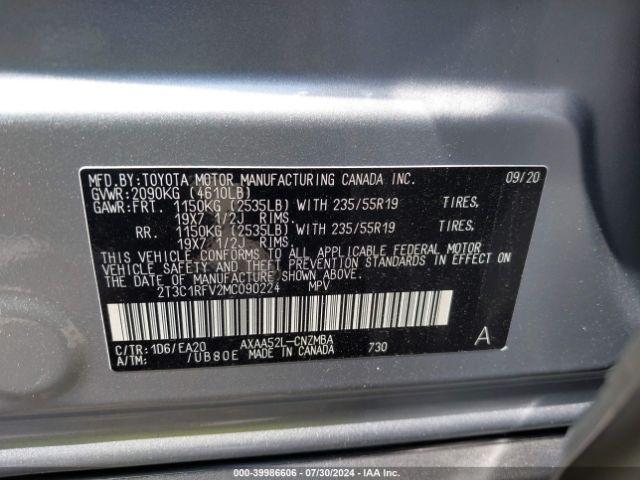 MFD.BY:TOYOTA MOTOR MANUFACTURING CANADA INC. 09/20
GVWR:2090KG (4610LB)
GAWR:FRT. 1150KG (2535LB) WITH 235/55R19 TIRES.
19X7 1/2J RIMS.
RR. 1150KG (2535LB) WITH 235/55R19 TIRES.
19X7 1/2J RIMS.
THIS VEHICLE CONFORMS TO ALL APPLICABLE FEDERAL MOTOR
VEHICLE SAFETY AND THEFT PREVENTION STANDARDS IN EFFECT ON THE
DATE OF MANUFACTURE SHOWN ABOVE.
2T3C1RFV2MC090224 MPV
C/TR:1D6/EA20 AXAA52L-CNZMBA 730 A
A/TM: /UB80E MADE IN CANADA
000-39986606 - 07/30/2024 - IAA Inc.